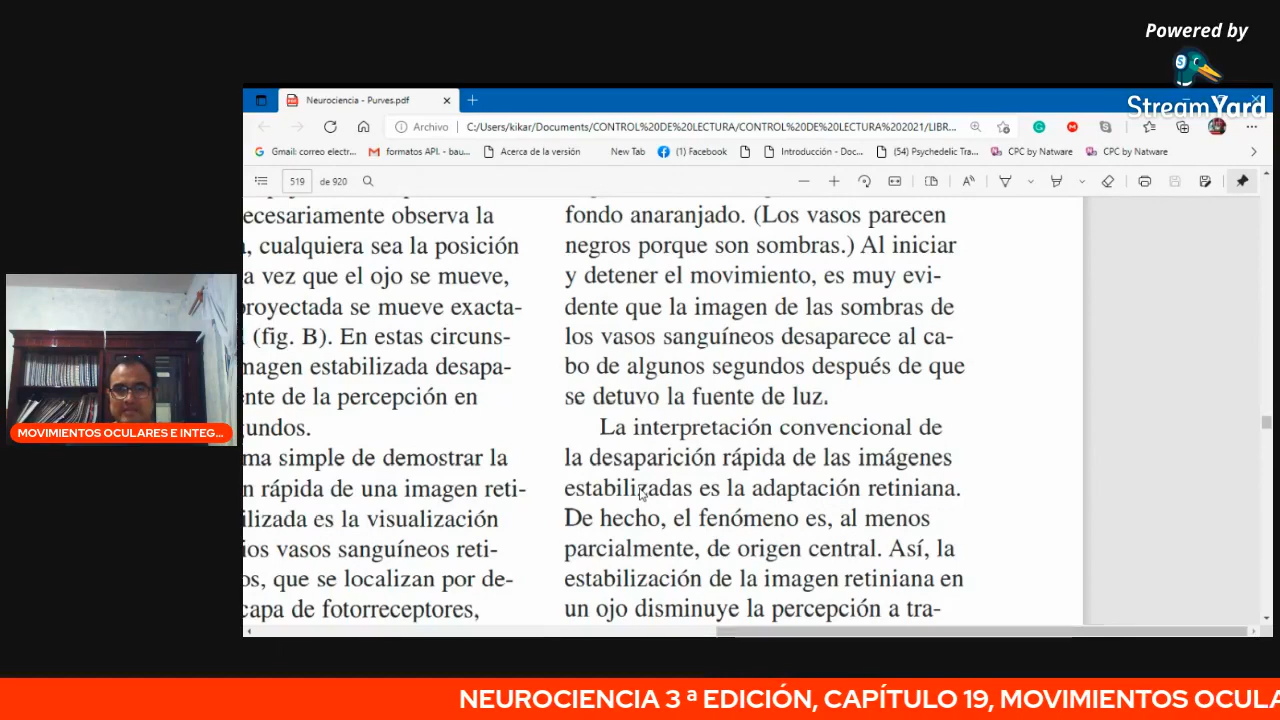 Powered by
StreamYard
Neurociencia - Purves.pdf
Archivo
C:/Users/kikar/Documents/CONTROL%20DE%20LECTURA/CONTROL%20DE%20LECTURA%202021/LIBR...
Gmail: correo electr...
formatos API. - bau...
Acerca de la versión
New Tab
(1) Facebook
Introducción - Doc...
(54) Psychedelic Tra...
CPC by Natware
CPC by Natware
519
de 920
ecesariamente observa la
, cualquiera sea la posición
a vez que el ojo se mueve,
proyectada se mueve exacta-
(fig. B). En estas circuns-
magen estabilizada desapa-
nte de la percepción en
undos.
ma simple de demostrar la
n rápida de una imagen reti-
ilizada es la visualización
ios vasos sanguíneos reti-
os, que se localizan por de-
capa de fotorreceptores,
fondo anaranjado. (Los vasos parecen
negros porque son sombras.) Al iniciar
y detener el movimiento, es muy evi-
dente que la imagen de las sombras de
los vasos sanguíneos desaparece al ca-
bo de algunos segundos después de que
se detuvo la fuente de luz.
La interpretación convencional de
la desaparición rápida de las imágenes
estabilizadas es la adaptación retiniana.
De hecho, el fenómeno es, al menos
parcialmente, de origen central. Así, la
estabilización de la imagen retiniana en
un ojo disminuye la percepción a tra-
MOVIMIENTOS OCULARES E INTEG...
NEUROCIENCIA 3 ª EDICIÓN, CAPÍTULO 19, MOVIMIENTOS OCULA